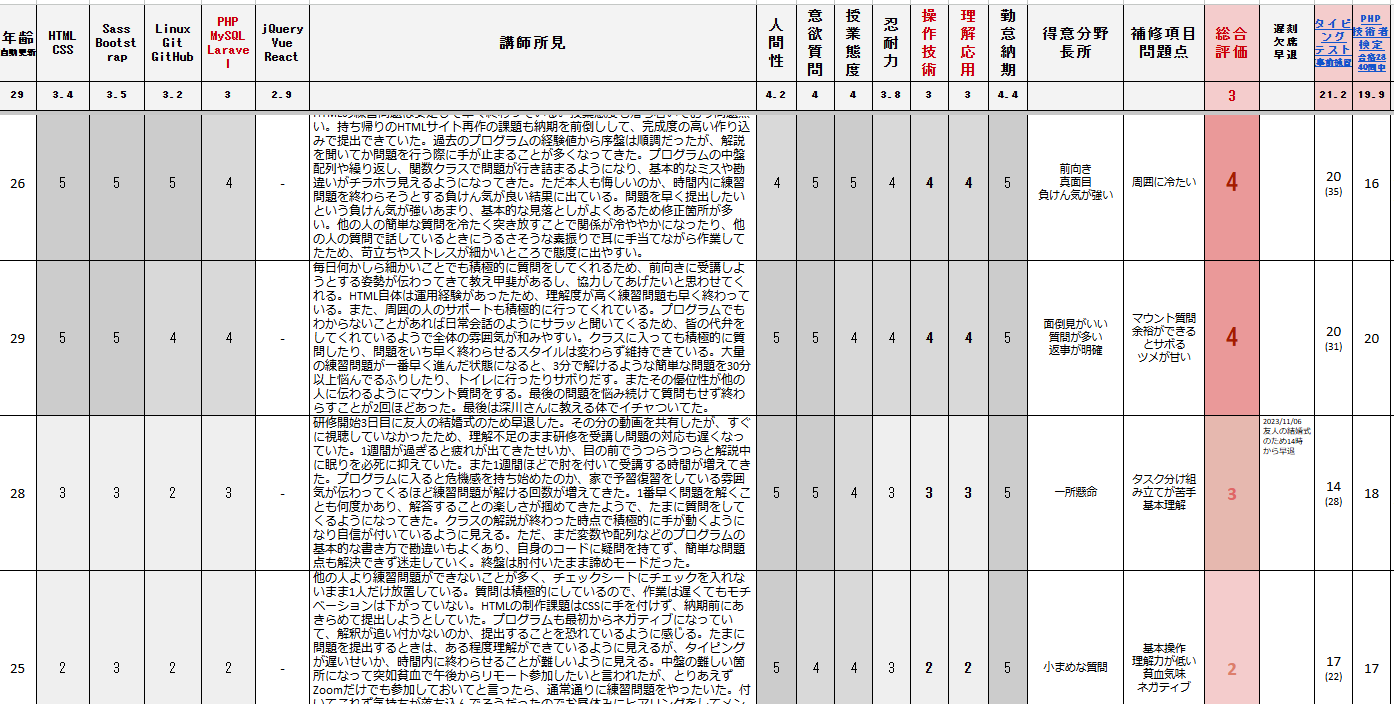 年齢
自動更新
HTML
CSS
Sass
Bootst
rap
Linux
Git
GitHub
PHP
MySQL
Larave
l
jQuery
Vue
React
講師所見
人間性
意欲質問
授業態度
忍耐力
操作技術
理解応用
勤怠納期
得意分野
長所
補修項目
問題点
総合
評価
遅刻
欠席
早退
タイピ
ング
テスト
(事前練習
PHP
技術者
検定
合格28
40問中
29 3.4 3.5 3.2 3 2.9 4.2 4 4 3.8 3 3 4.4 3 21.2 19.9
い。持ち帰りのHTMLサイト再作の課題も納期を前倒しして、完成度の高い作り込
みで提出できていた。過去のプログラムの経験値から序盤は順調だったが、解説
を聞いてか問題を行う際に手が止まることが多くなってきた。プログラムの中盤
配列や繰り返し、関数クラスで問題が行き詰まるようになり、基本的なミスや勘
違いがチラホラ見えるようになってきた。ただ本人も悔しいのか、時間内に練習
問題を終わらそうとする負けん気が良い結果に出ている。問題を早く提出したい
という負けん気が強いあまり、基本的な見落としがよくあるため修正箇所が多
い。他の人の簡単な質問を冷たく突き放すことで関係が冷ややかになったり、他
の人の質問で話しているときにうるさそうな素振りで耳に手当てながら作業して
たため、苛立ちやストレスが細かいところで態度に出やすい。
26 5 5 5 4 - 4 5 5 4 4 4 5
前向き
真面目
負けん気が強い
周囲に冷たい
4
20
(35)
16
毎日何かしら細かいことでも積極的に質問をしてくれるため、前向きに受講しよ
うとする姿勢が伝わってきて教え甲斐があるし、協力してあげたいと思わせてく
れる。HTML自体は運用経験があったため、理解度が高く練習問題も早く終わって
いる。また、周囲の人のサポートも積極的に行ってくれている。プログラムでも
わからないことがあれば日常会話のようにサラッと聞いてくるため、皆の代弁を
してくれているようで全体の雰囲気が和みやすい。クラスに入っても積極的に質
問したり、問題をいち早く終わらせるスタイルは変わらず維持できている。大量
の練習問題が一番早く進んだ状態になると、3分で解けるような簡単な問題を30分
以上悩んでるふりしたり、トイレに行ったりサボりだす。またその優位性が他の
人に伝わるようにマウント質問をする。最後の問題を悩み続けて質問もせず終わ
らすことが2回ほどあった。最後は深川さんに教える体でイチャついてた。
29 5 5 4 4 - 5 5 4 4 4 4 5
面倒見がいい
質問が多い
返事が明確
マウント質問
余裕ができる
とサボる
ツメが甘い
4
20
(31)
20
研修開始3日目に友人の結婚式のため早退した。その分の動画を共有したが、すぐ
に視聴していなかったため、理解不足のまま研修を受講し問題の対応も遅くなっ
ていた。1週間が過ぎると疲れが出てきたせいか、目の前でうつらうつらと解説中
に眠りを必死に抑えていた。また1週間ほどで肘を付いて受講する時間が増えてき
た。プログラムに入ると危機感を持ち始めたのか、家で予習復習をしている雰囲
気が伝わってくるほど練習問題が解ける回数が増えてきた。1番早く問題を解くこ
とも何度かあり、解答することの楽しさが掴めてきたようで、たまに質問をして
くるようになってきた。クラスの解説が終わった時点で積極的に手が動くように
なり自信が付いているように見える。ただ、まだ変数や配列などのプログラムの
基本的な書き方で勘違いもよくあり、自身のコードに疑問を持てず、簡単な問題
点も解決できず迷走していく。終盤は肘付いたまま諦めモードだった。
28 3 3 2 3 - 5 5 4 3 3 3 5
一所懸命
タスク分け組
み立てが苦手
基本理解
3
2023/11/06
友人の結婚式
のため14時
から早退
14
(28)
18
他の人より練習問題ができないことが多く、チェックシートにチェックを入れな
いまま1人だけ放置している。質問は積極的にしているので、作業は遅くてもモチ
ベーションは下がっていない。HTMLの制作課題はCSSに手を付けず、納期前にあ
きらめて提出しようとしていた。プログラムも最初からネガティブになってい
て、解釈が追い付かないのか、提出することを恐れているように感じる。たまに
問題を提出するときは、ある程度理解ができているように見えるが、タイピング
が遅いせいか、時間内に終わらせることが難しいように見える。中盤の難しい箇
所になって突如貧血で午後からリモート参加したいと言われたが、とりあえず
Zoomだけでも参加しておいてと言ったら、通常通りに練習問題をやったいた。付
25 2 3 2 2 - 5 4 4 3 2 2 5
小まめな質問
基本操作
理解力が低い
貧血気味
ネガティブ
2
17
(22)
17